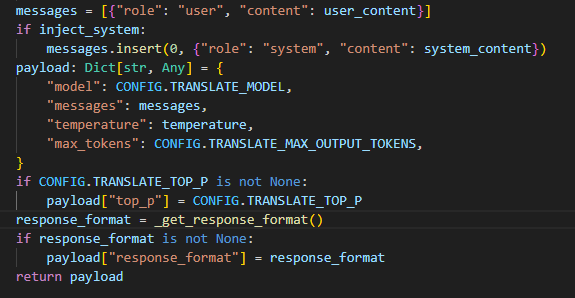 messages = [{"role": "user", "content": user_content}]
if inject_system:
    messages.insert(0, {"role": "system", "content": system_content})
payload: Dict[str, Any] = {
    "model": CONFIG.TRANSLATE_MODEL,
    "messages": messages,
    "temperature": temperature,
    "max_tokens": CONFIG.TRANSLATE_MAX_OUTPUT_TOKENS,
}
if CONFIG.TRANSLATE_TOP_P is not None:
    payload["top_p"] = CONFIG.TRANSLATE_TOP_P
response_format = _get_response_format()
if response_format is not None:
    payload["response_format"] = response_format
return payload